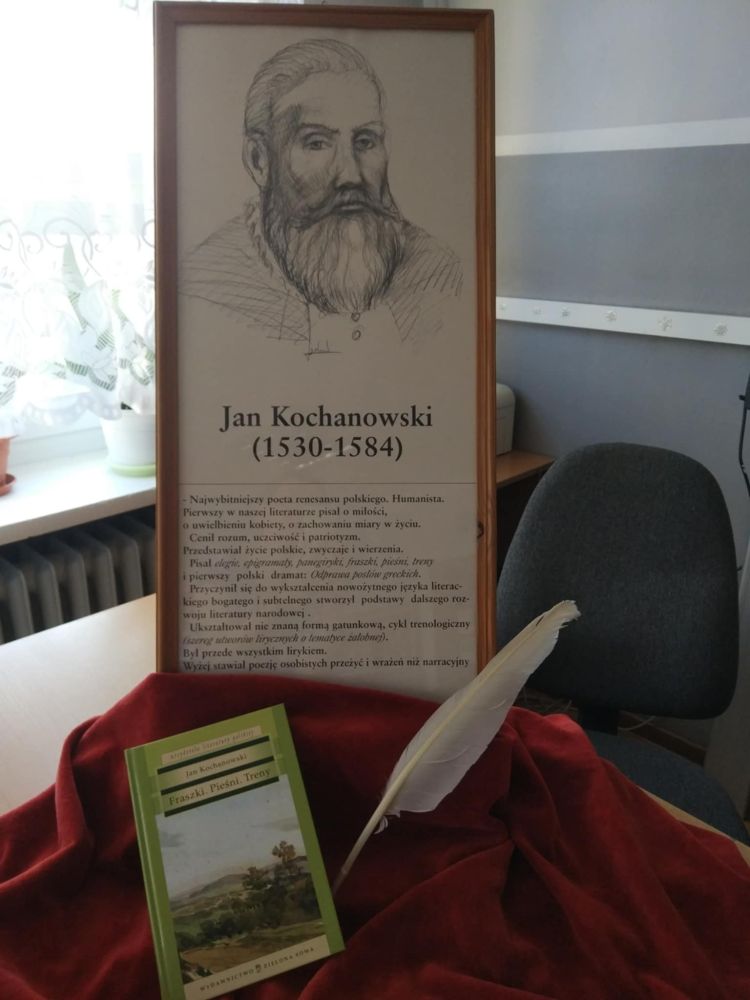 Jan Kochanowski
(1530-1584)
- Najwybitniejszy poeta renesansu polskiego. Humanista.
Pierwszy w naszej literaturze pisał o miłości,
o uwielbieniu kobiety, o zachowaniu miary w życiu.
Cenił rozum, uczciwość i patriotyzm.
Przedstawiał życie polskie, zwyczaje i wierzenia.
Pisał elegie, epigramaty, panegiryki, fraszki, pieśni, treny
i pierwszy polski dramat: Odprawa posłów greckich.
Przyczynił się do wykształcenia nowożytnego języka literac-
kiego bogatego i subtelnego stworzył podstawy dalszego roz-
woju literatury narodowej .
Ukształtował nie znaną formą gatunkową, cykl trenologiczny
(szereg utworów lirycznych o tematyce żałobnej).
Był przede wszystkim lirykiem.
Wyżej stawiał poezję osobistych przeżyć i wrażeń niż narracyjny
Arcydzieła literatury polskiej
Jan Kochanowski
Fraszki. Pieśni. Treny
WYDAWNICTWO ZIELONA SOWA